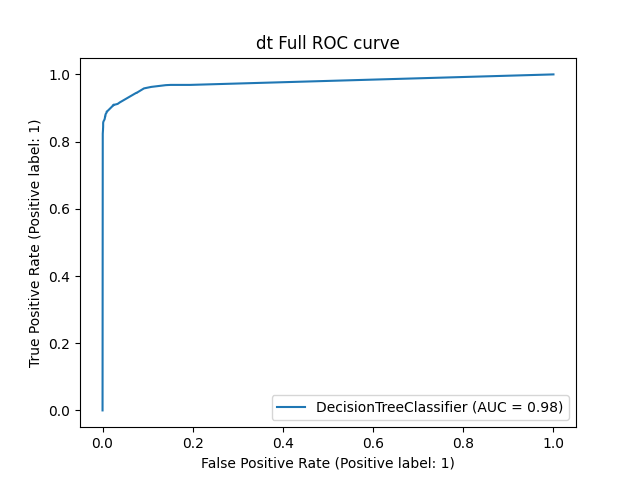 dt Full ROC curve
True Positive Rate (Positive label: 1)
1.0
0.8
0.6
0.4
0.2
0.0
DecisionTreeClassifier (AUC = 0.98)
0.0 0.2 0.4 0.6 0.8 1.0
False Positive Rate (Positive label: 1)